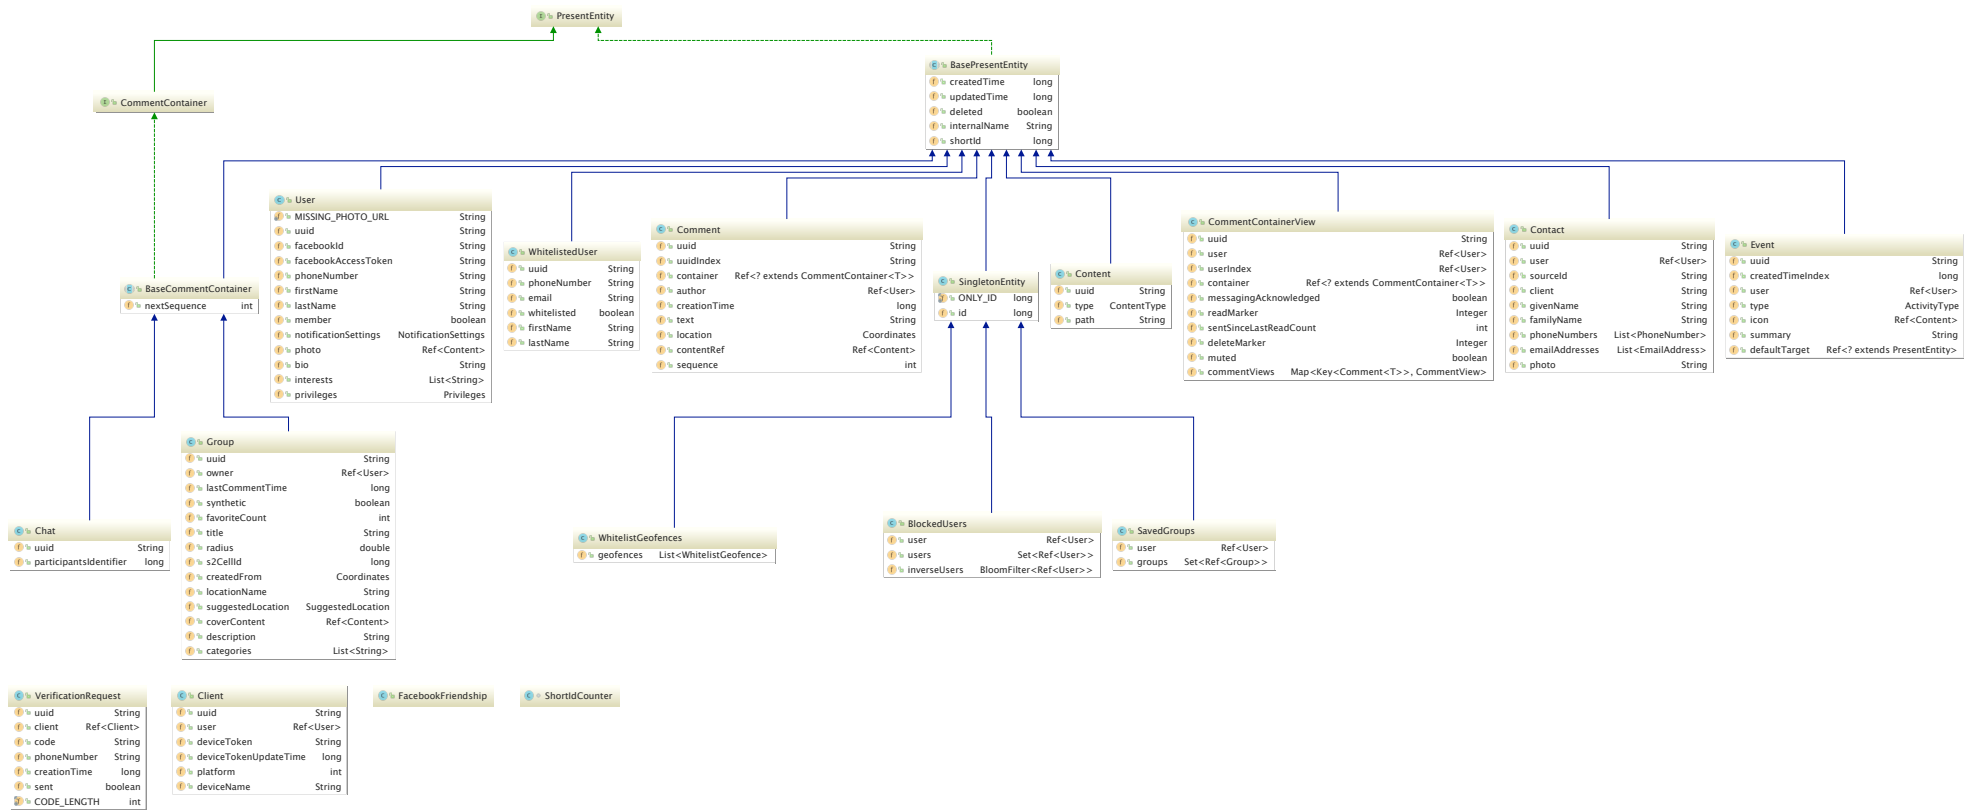 PresentEntity
CommentContainer
BasePresentEntity
createdTime long
updatedTime long
deleted boolean
internalName String
shortId long
BaseCommentContainer
nextSequence int
User
MISSING_PHOTO_URL String
uuid String
facebookId String
facebookAccessToken String
phoneNumber String
firstName String
lastName String
member boolean
notificationSettings NotificationSettings
photo Ref<Content>
bio String
interests List<String>
privileges Privileges
WhitelistedUser
uuid String
phoneNumber String
email String
whitelisted boolean
firstName String
lastName String
Comment
uuid String
uuidIndex String
container Ref<? extends CommentContainer<T>>
author Ref<User>
creationTime long
text String
location Coordinates
contentRef Ref<Content>
sequence int
SingletonEntity
ONLY_ID long
id long
Content
uuid String
type ContentType
path String
CommentContainerView
uuid String
user Ref<User>
userIndex Ref<User>
container Ref<? extends CommentContainer<T>>
messagingAcknowledged boolean
readMarker Integer
sentSinceLastReadCount int
deleteMarker Integer
muted boolean
commentViews Map<Key<Comment<T>>, CommentView>
Contact
uuid String
user Ref<User>
sourceId String
client String
givenName String
familyName String
phoneNumbers List<PhoneNumber>
emailAddresses List<EmailAddress>
photo String
Event
uuid String
createdTimeIndex long
user Ref<User>
type ActivityType
icon Ref<Content>
summary String
defaultTarget Ref<? extends PresentEntity>
Chat
uuid String
participantsIdentifier long
Group
uuid String
owner Ref<User>
lastCommentTime long
synthetic boolean
favoriteCount int
title String
radius double
s2CellId long
createdFrom Coordinates
locationName String
suggestedLocation SuggestedLocation
coverContent Ref<Content>
description String
categories List<String>
WhitelistGeofences
geofences List<WhitelistGeofence>
BlockedUsers
user Ref<User>
users Set<Ref<User>>
inverseUsers BloomFilter<Ref<User>>
SavedGroups
user Ref<User>
groups Set<Ref<Group>>
VerificationRequest
uuid String
client Ref<Client>
code String
phoneNumber String
creationTime long
sent boolean
CODE_LENGTH int
Client
uuid String
user Ref<User>
deviceToken String
deviceTokenUpdateTime long
platform int
deviceName String
FacebookFriendship
ShortIdCounter